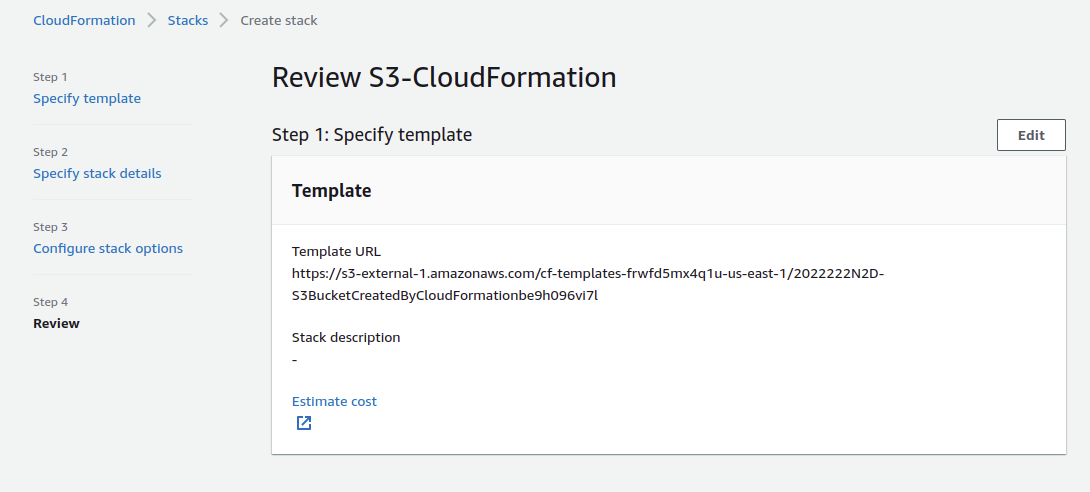 CloudFormation > Stacks > Create stack
Step 1
Specify template
Step 2
Specify stack details
Step 3
Configure stack options
Step 4
Review
Review S3-CloudFormation
Step 1: Specify template
Edit
Template
Template URL
https://s3-external-1.amazonaws.com/cf-templates-frwfd5mx4q1u-us-east-1/2022222N2D-
S3BucketCreatedByCloudFormationbe9h096vi7l
Stack description
-
Estimate cost